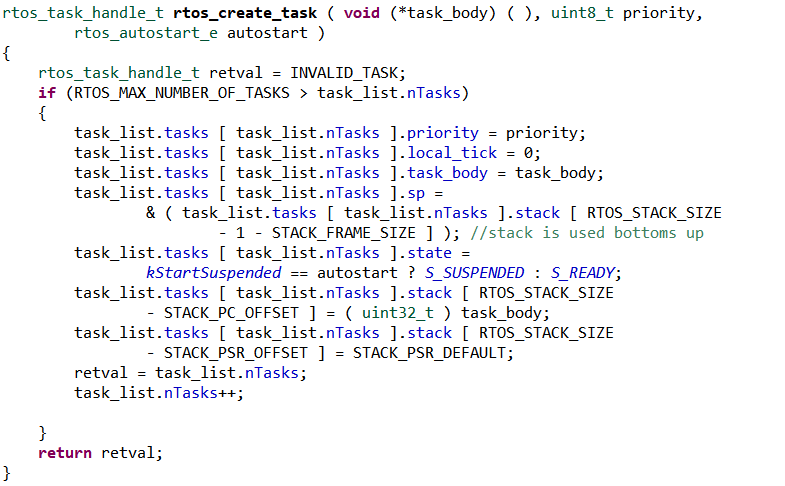 rtos_task_handle_t rtos_create_task ( void (*task_body) ( ), uint8_t priority,
        rtos_autostart_e autostart )
{
    rtos_task_handle_t retval = INVALID_TASK;
    if (RTOS_MAX_NUMBER_OF_TASKS > task_list.nTasks)
    {
        task_list.tasks [ task_list.nTasks ].priority = priority;
        task_list.tasks [ task_list.nTasks ].local_tick = 0;
        task_list.tasks [ task_list.nTasks ].task_body = task_body;
        task_list.tasks [ task_list.nTasks ].sp =
                & ( task_list.tasks [ task_list.nTasks ].stack [ RTOS_STACK_SIZE
                        - 1 - STACK_FRAME_SIZE ] ); //stack is used bottoms up
        task_list.tasks [ task_list.nTasks ].state =
                kStartSuspended == autostart ? S_SUSPENDED : S_READY;
        task_list.tasks [ task_list.nTasks ].stack [ RTOS_STACK_SIZE
                - STACK_PC_OFFSET ] = ( uint32_t ) task_body;
        task_list.tasks [ task_list.nTasks ].stack [ RTOS_STACK_SIZE
                - STACK_PSR_OFFSET ] = STACK_PSR_DEFAULT;
        retval = task_list.nTasks;
        task_list.nTasks++;

    }
    return retval;
}